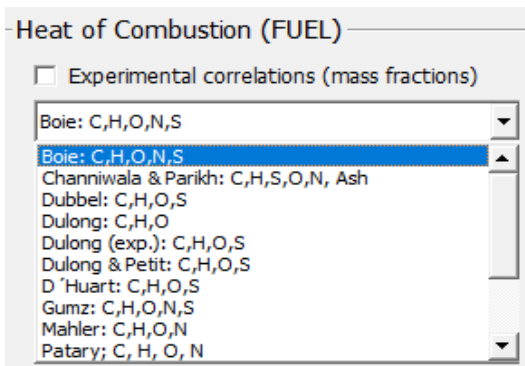 Heat of Combustion (FUEL)
Experimental correlations (mass fractions)
Boie: C,H,O,N,S
Boie: C,H,O,N,S
Channiwala & Parikh: C,H,S,O,N, Ash
Dubbel: C,H,O,S
Dulong: C,H,O
Dulong (exp.): C,H,O,S
Dulong & Petit: C,H,O,S
D´Huart: C,H,O,S
Gumz: C,H,O,N,S
Mahler: C,H,O,N
Patary; C, H, O, N